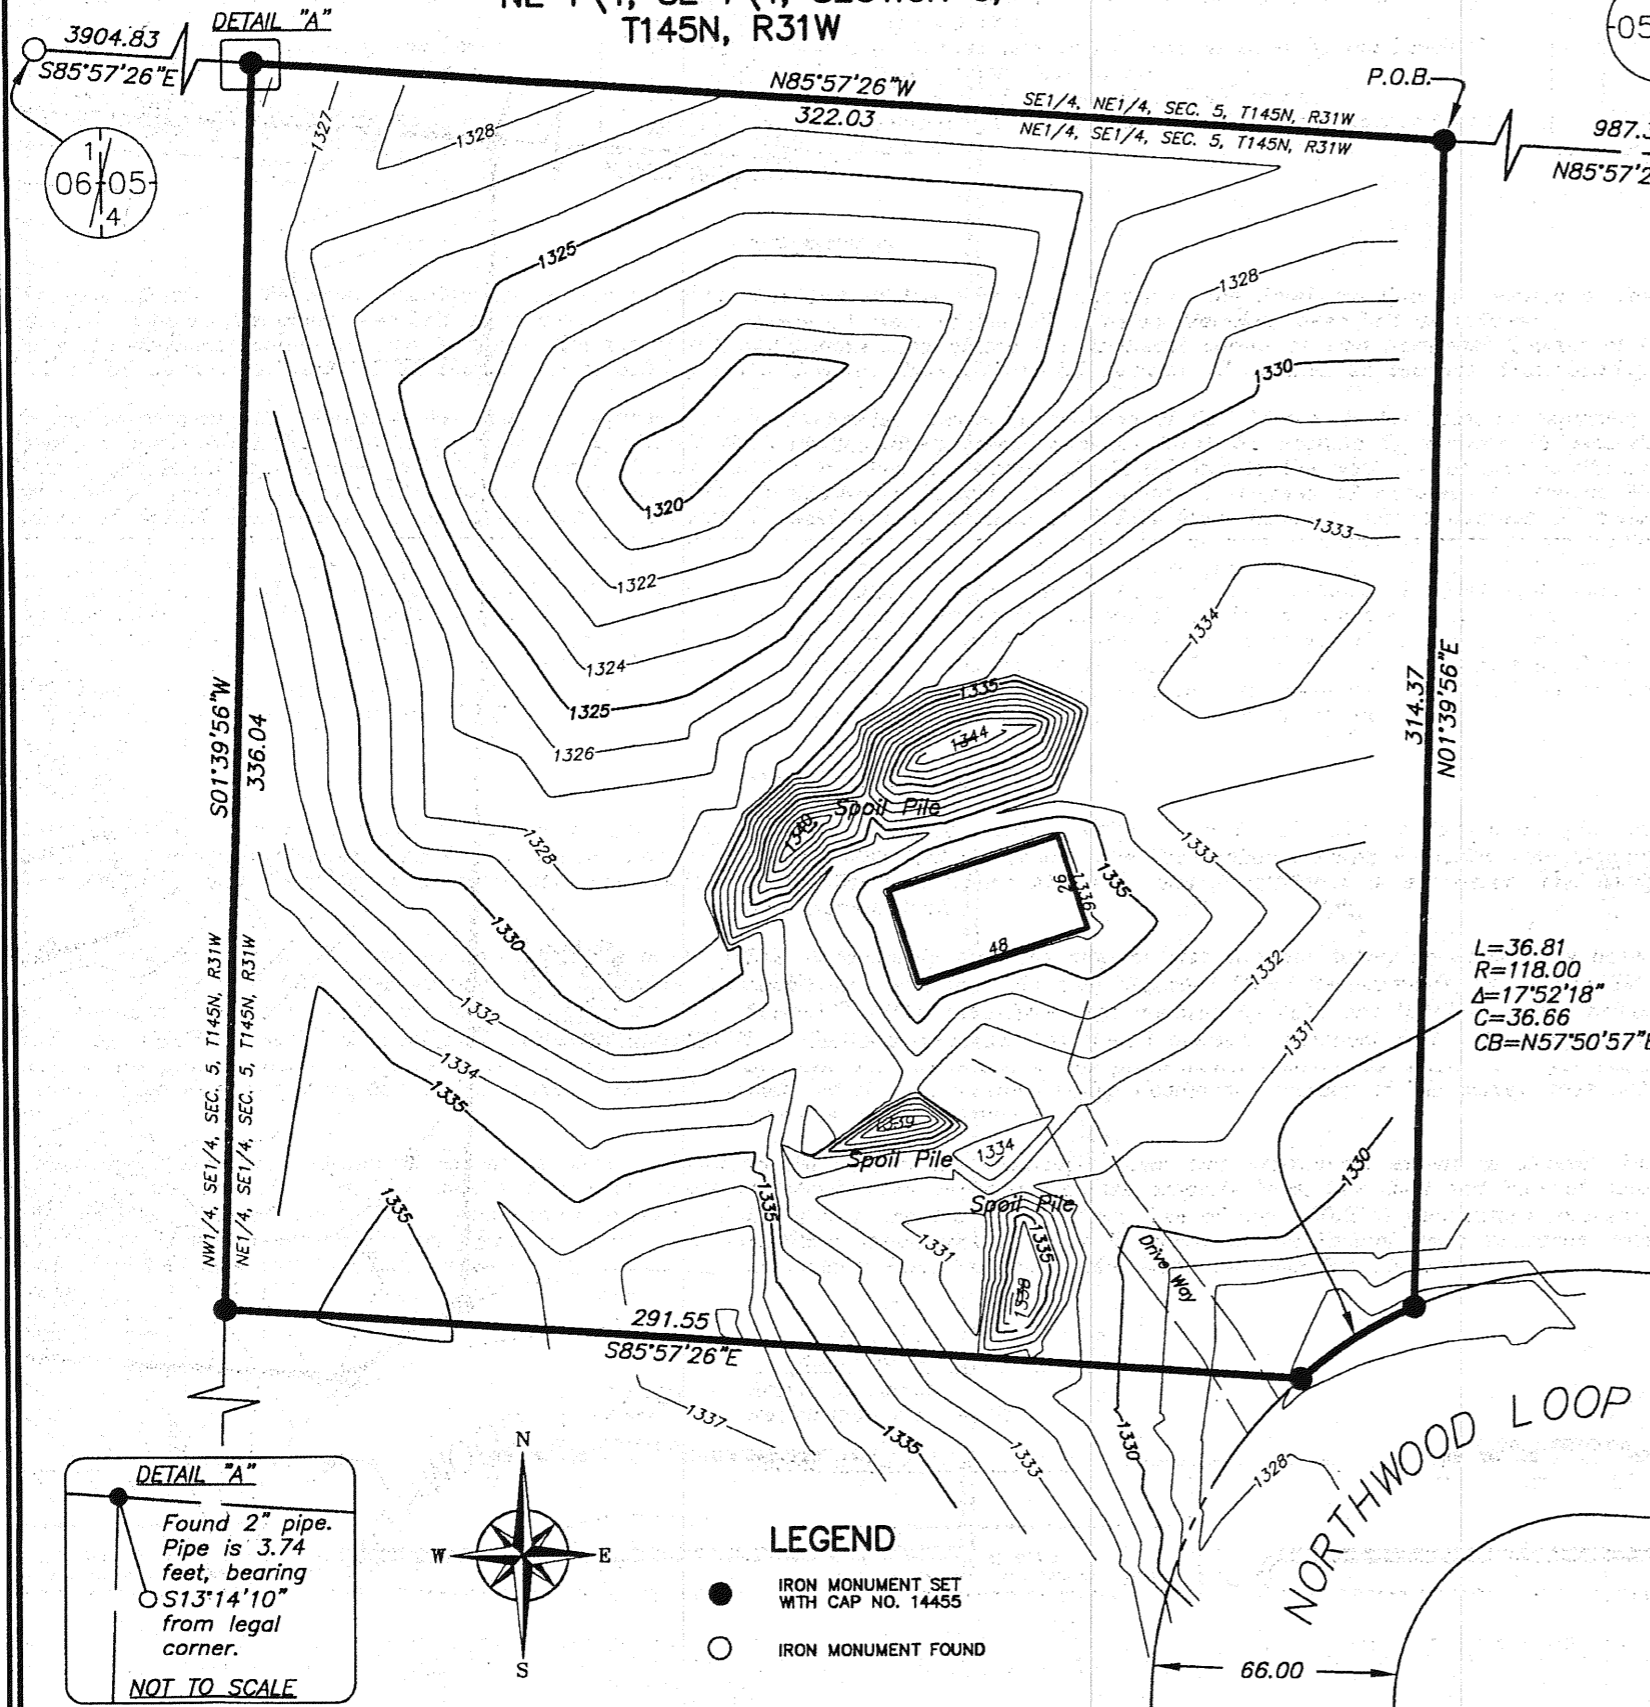 T145N, R31W
DETAIL "A"
3904.83
S85°57'26"E
1
06 05
4
N85°57'26"W
322.03
SE1/4, NE1/4, SEC. 5, T145N, R31W
NE1/4, SE1/4, SEC. 5, T145N, R31W
P.O.B.
1327
1328
1325
1328
1330
1320
1322
1333
1324
1334
1325
1326
S01°39'56"W
336.04
314.37
N01°39'56"E
1335
1344
Spoil Pile
1340
1328
1333
1335
1336
26
48
1330
1332
1332
1331
L=36.81
R=118.00
Δ=17°52'18"
C=36.66
CB=N57°50'57"E
NW1/4, SE1/4, SEC. 5, T145N, R31W
NE1/4, SE1/4, SEC. 5, T145N, R31W
1334
1335
1339
Spoil Pile
1334
1335
1335
Spoil Pile
1331
1335
1338
Drive Way
1330
291.55
S85°57'26"E
1337
1335
1333
1330
1328
NORTHWOOD LOOP
66.00
DETAIL "A"
Found 2" pipe.
Pipe is 3.74
feet, bearing
S13°14'10"
from legal
corner.
NOT TO SCALE
N
W E
S
LEGEND
IRON MONUMENT SET
WITH CAP NO. 14455
IRON MONUMENT FOUND